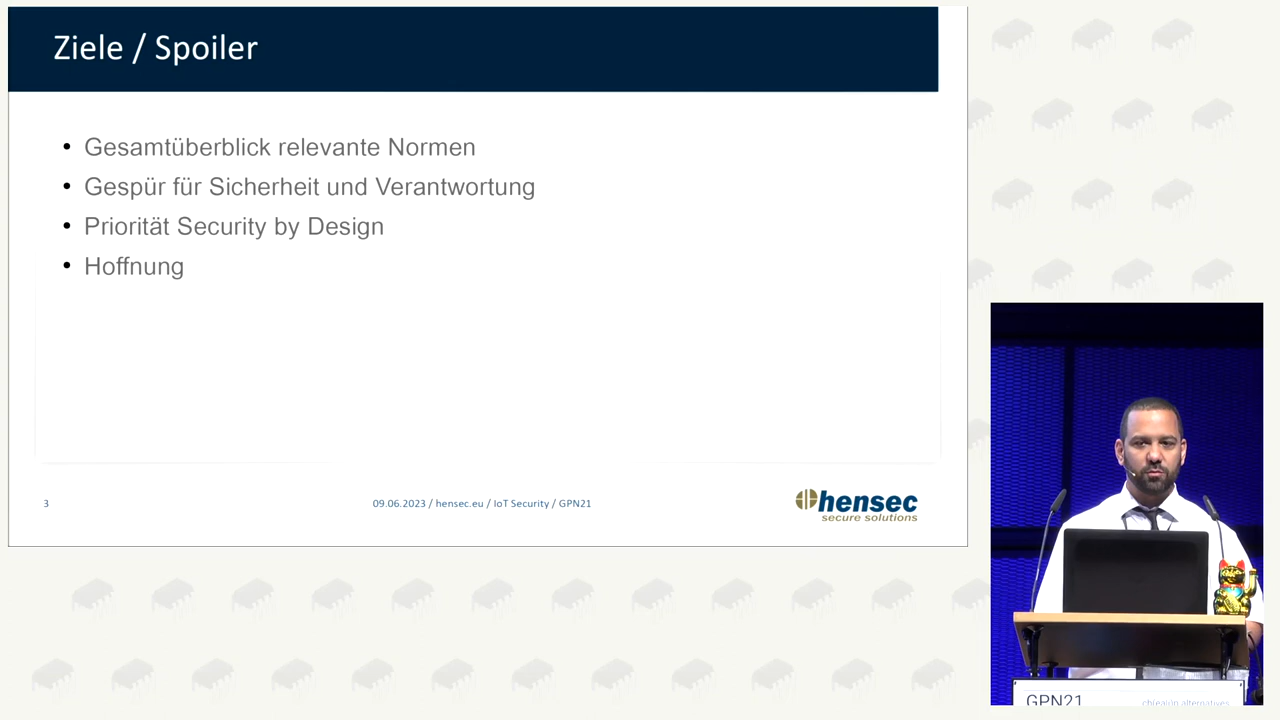 Ziele / Spoiler
• Gesamtüberblick relevante Normen
• Gespür für Sicherheit und Verantwortung
• Priorität Security by Design
• Hoffnung
3
09.06.2023 / hensec.eu / IoT Security / GPN21
hensec
secure solutions
GPN21